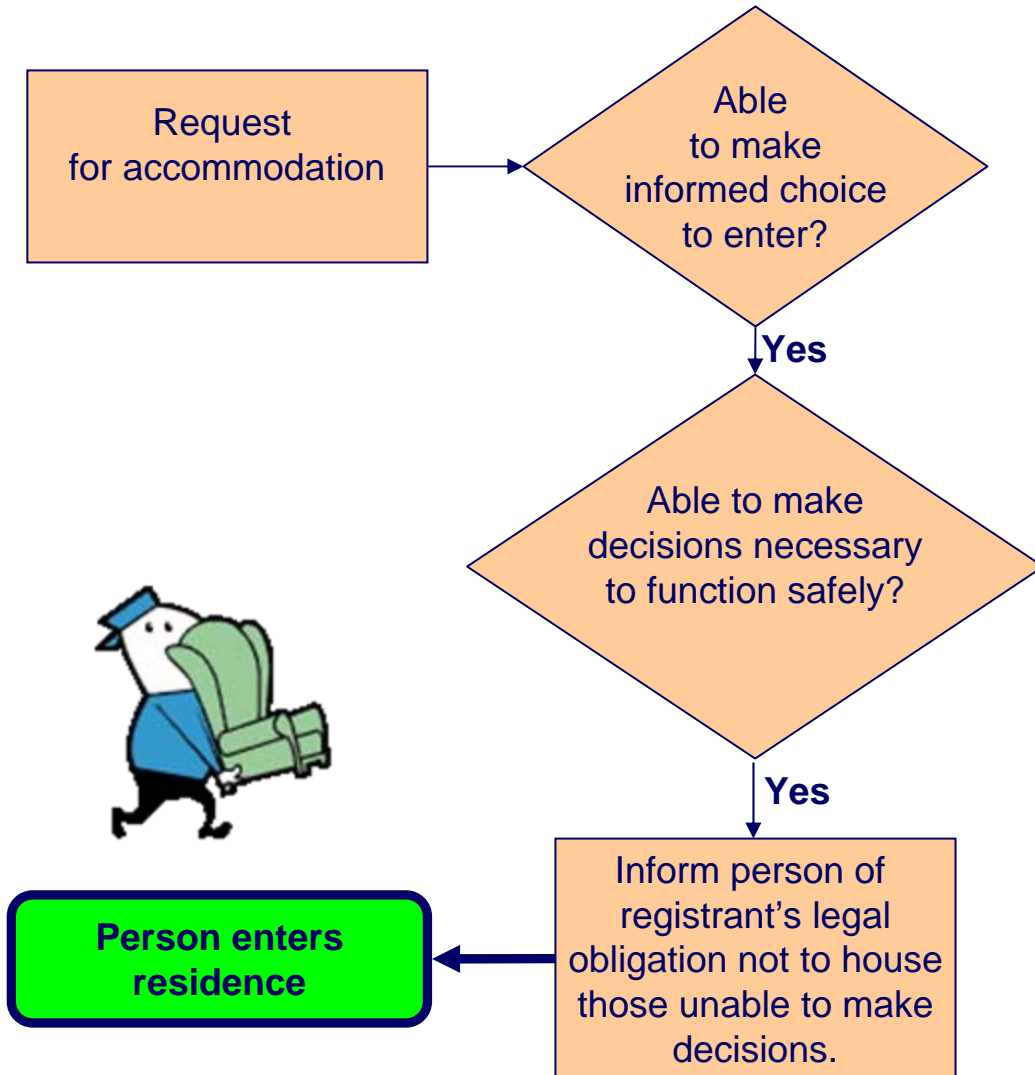 Request
for accommodation
Able
to make
informed choice
to enter?
Yes
Able to make
decisions necessary
to function safely?
Yes
Inform person of
registrant's legal
obligation not to house
those unable to make
decisions.
Person enters
residence